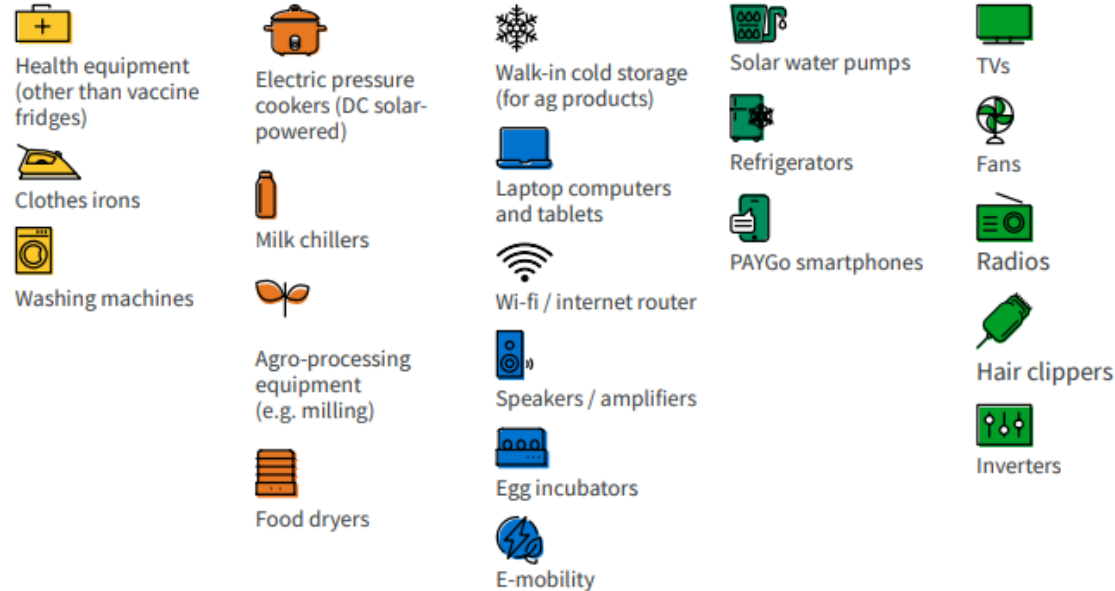 Health equipment
(other than vaccine
fridges)
Clothes irons
Washing machines
Electric pressure
cookers (DC solar-
powered)
Milk chillers
Agro-processing
equipment
(e.g. milling)
Food dryers
Walk-in cold storage
(for ag products)
Laptop computers
and tablets
Wi-fi / internet router
Speakers / amplifiers
Egg incubators
E-mobility
Solar water pumps
Refrigerators
PAYGo smartphones
TVs
Fans
Radios
Hair clippers
Inverters